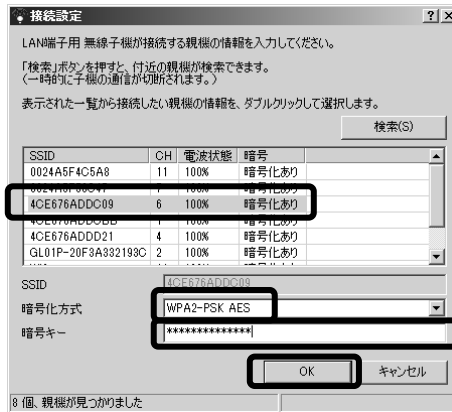 接続設定
LAN端子用 無線子機が接続する親機の情報を入力してください。
「検索」ボタンを押すと、付近の親機が検索できます。
(一時的に子機の通信が切断されます。)
表示された一覧から接続したい親機の情報を、ダブルクリックして選択します。
検索(S)
SSID CH 電波状態 暗号
0024A5F4C5A8 11 100% 暗号化あり
4CE676ADDC09 6 100% 暗号化あり
4CE676ADDD21 4 100% 暗号化あり
GL01P-20F3A332193C 2 100% 暗号化あり
SSID 4CE676ADDC09
暗号化方式 WPA2-PSK AES
暗号キー **************
OK キャンセル
8 個、親機が見つかりました